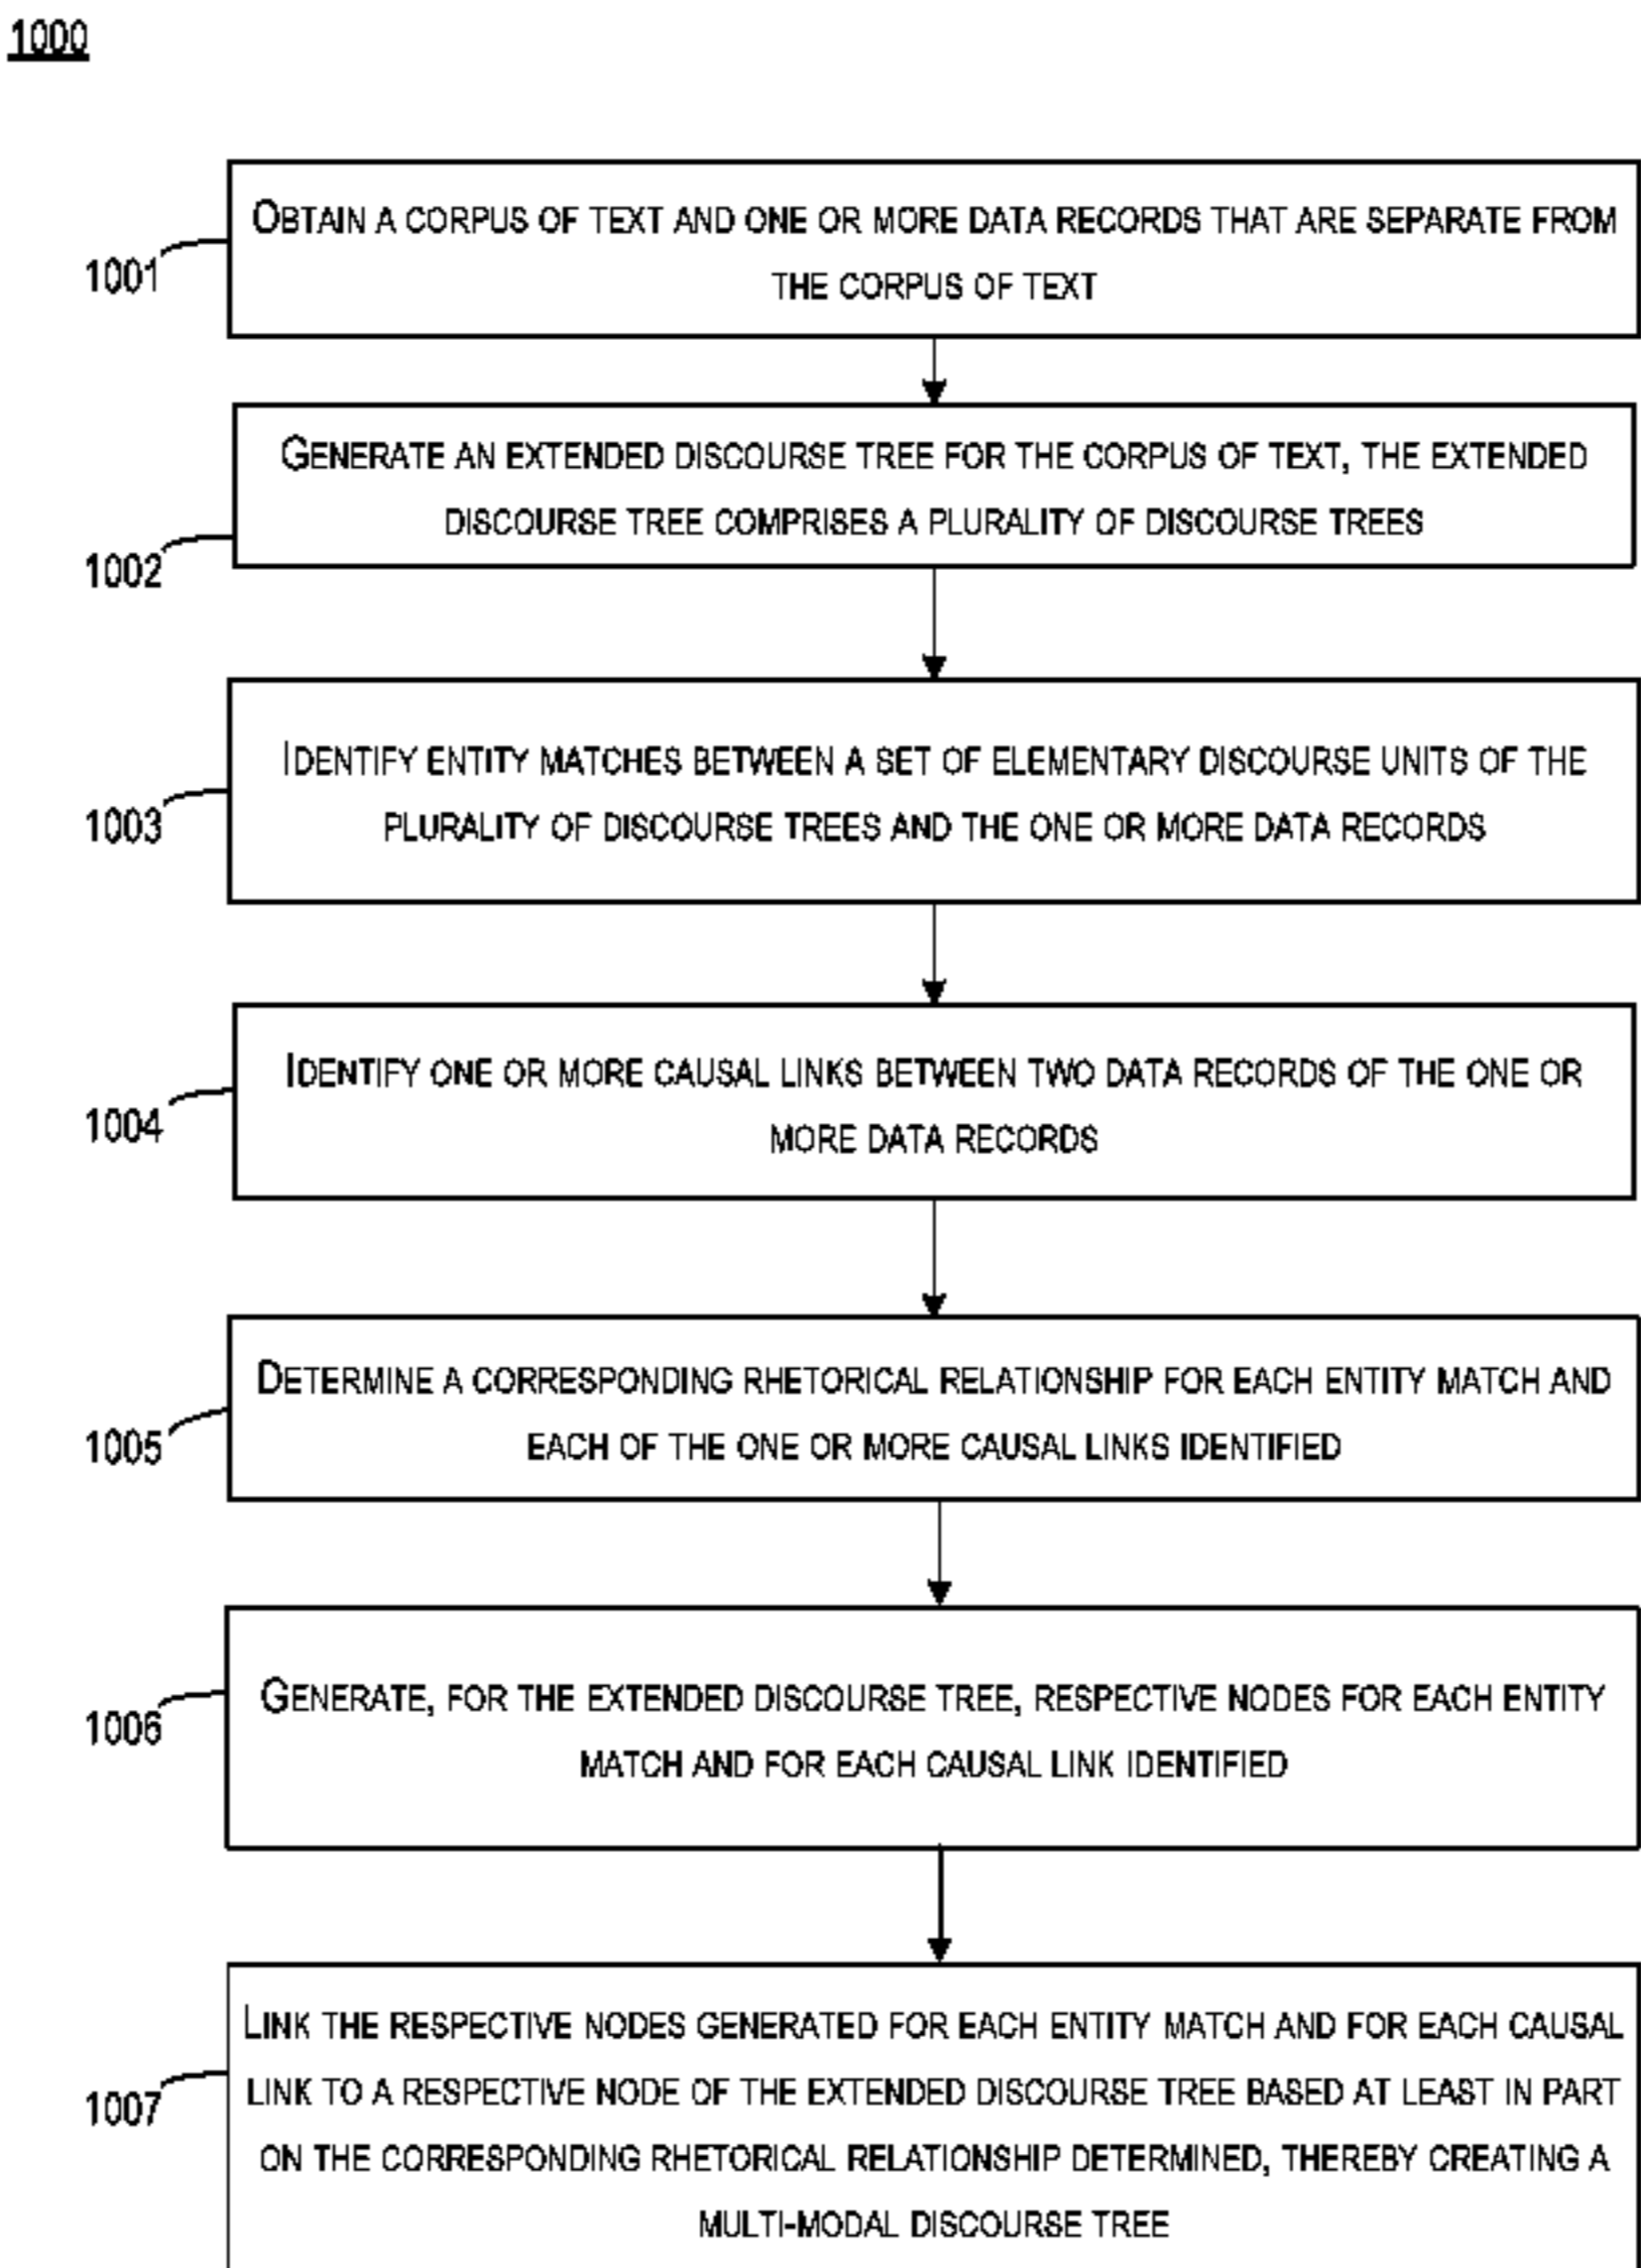 1000
OBTAIN A CORPUS OF TEXT AND ONE OR MORE DATA RECORDS THAT ARE SEPARATE FROM
THE CORPUS OF TEXT
1001
GENERATE AN EXTENDED DISCOURSE TREE FOR THE CORPUS OF TEXT, THE EXTENDED
DISCOURSE TREE COMPRISES A PLURALITY OF DISCOURSE TREES
1002
IDENTIFY ENTITY MATCHES BETWEEN A SET OF ELEMENTARY DISCOURSE UNITS OF THE
PLURALITY OF DISCOURSE TREES AND THE ONE OR MORE DATA RECORDS
1003
IDENTIFY ONE OR MORE CAUSAL LINKS BETWEEN TWO DATA RECORDS OF THE ONE OR
MORE DATA RECORDS
1004
DETERMINE A CORRESPONDING RHETORICAL RELATIONSHIP FOR EACH ENTITY MATCH AND
EACH OF THE ONE OR MORE CAUSAL LINKS IDENTIFIED
1005
GENERATE, FOR THE EXTENDED DISCOURSE TREE, RESPECTIVE NODES FOR EACH ENTITY
MATCH AND FOR EACH CAUSAL LINK IDENTIFIED
1006
LINK THE RESPECTIVE NODES GENERATED FOR EACH ENTITY MATCH AND FOR EACH CAUSAL
LINK TO A RESPECTIVE NODE OF THE EXTENDED DISCOURSE TREE BASED AT LEAST IN PART
ON THE CORRESPONDING RHETORICAL RELATIONSHIP DETERMINED, THEREBY CREATING A
MULTI-MODAL DISCOURSE TREE
1007